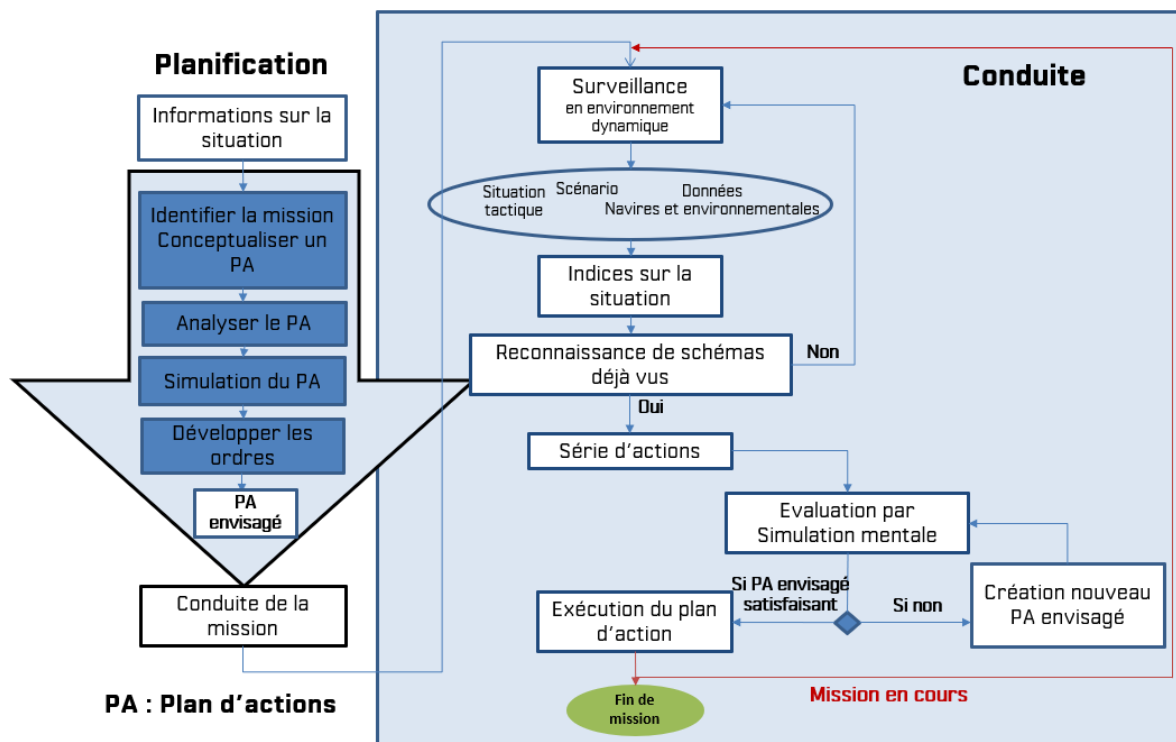 Planification
Informations sur la
situation
Identifier la mission
Conceptualiser un
PA
Analyser le PA
Simulation du PA
Développer les
ordres
PA
envisagé
Conduite de la
mission
PA : Plan d'actions
Conduite
Surveillance
en environnement
dynamique
Situation
tactique
Scénario
Données
Navires et environnementales
Indices sur la
situation
Reconnaissance de schémas
déjà vus
Non
Oui
Série d'actions
Evaluation par
Simulation mentale
Si PA envisagé
satisfaisant
Si non
Création nouveau
PA envisagé
Exécution du plan
d'action
Mission en cours
Fin de
mission